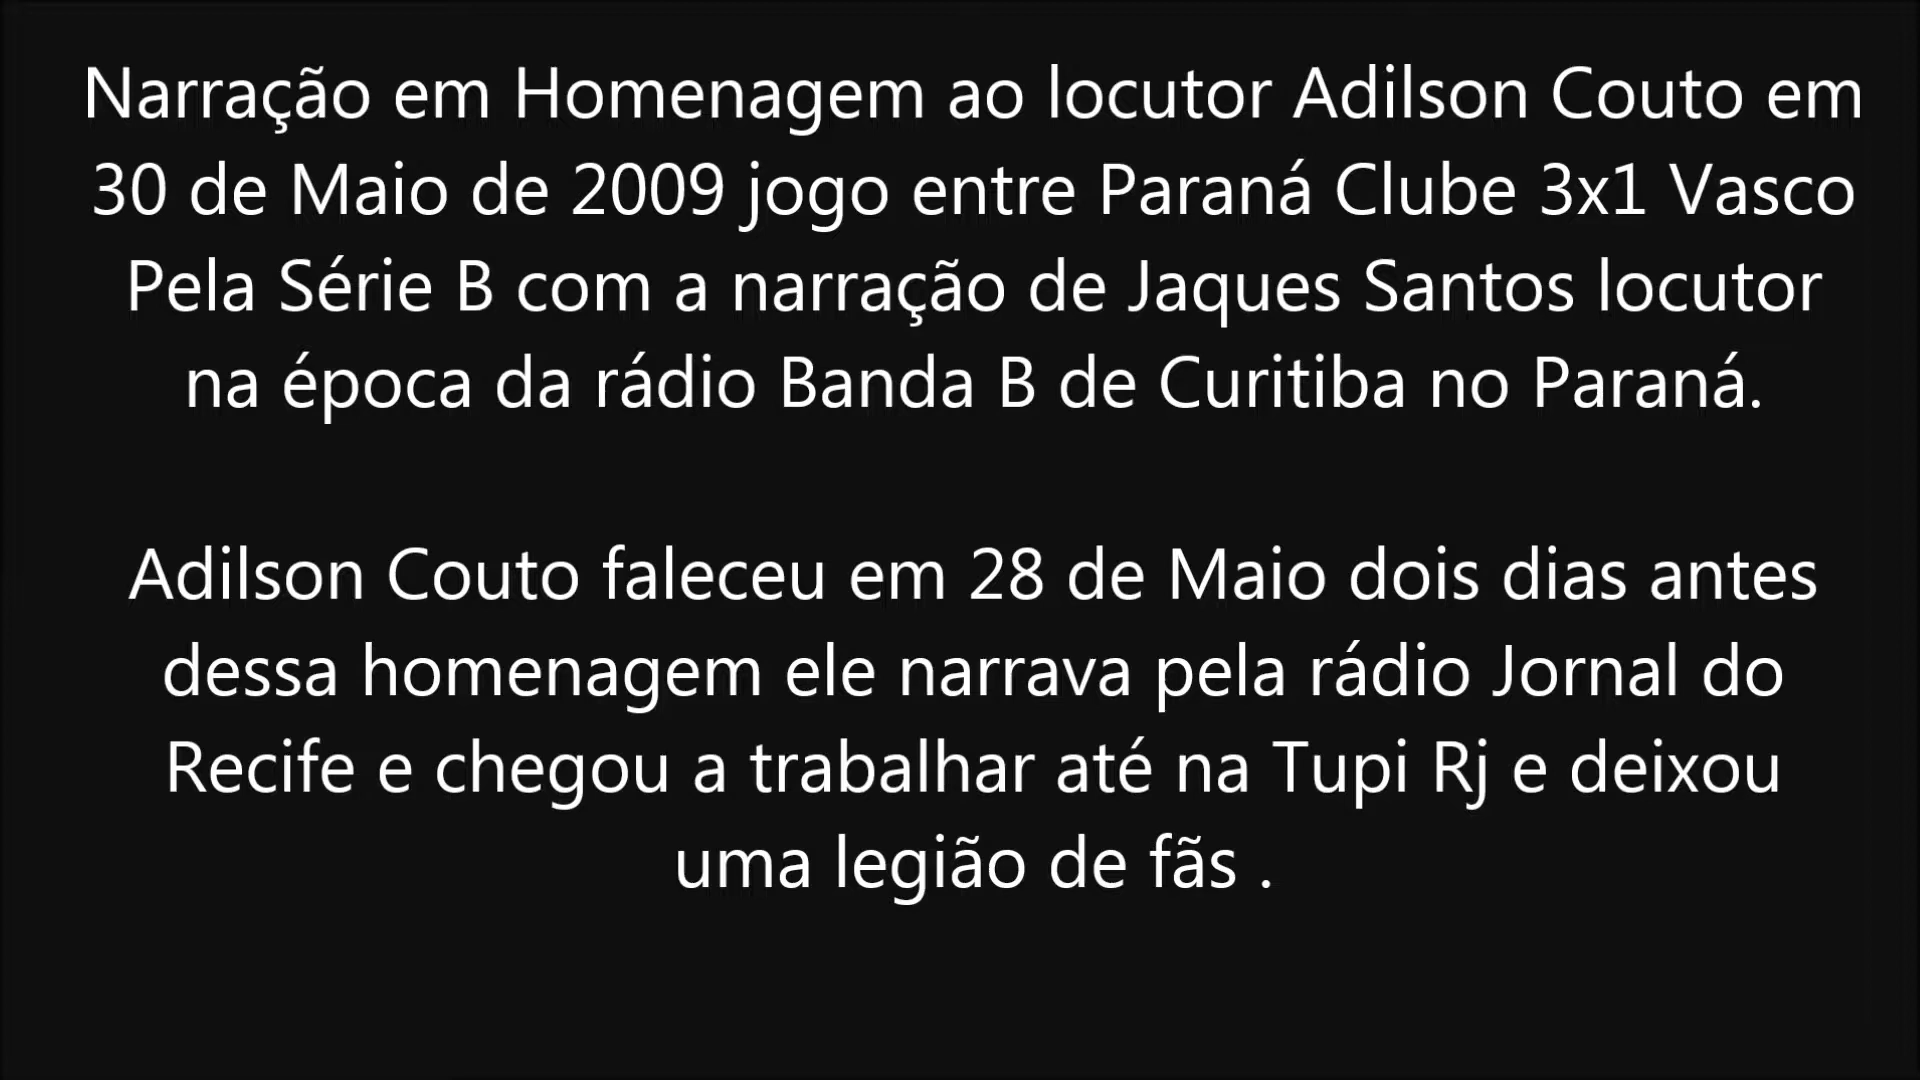 Narração em Homenagem ao locutor Adilson Couto em
30 de Maio de 2009 jogo entre Paraná Clube 3x1 Vasco
Pela Série B com a narração de Jaques Santos locutor
na época da rádio Banda B de Curitiba no Paraná.
Adilson Couto faleceu em 28 de Maio dois dias antes
dessa homenagem ele narrava pela rádio Jornal do
Recife e chegou a trabalhar até na Tupi Rj e deixou
uma legião de fãs .